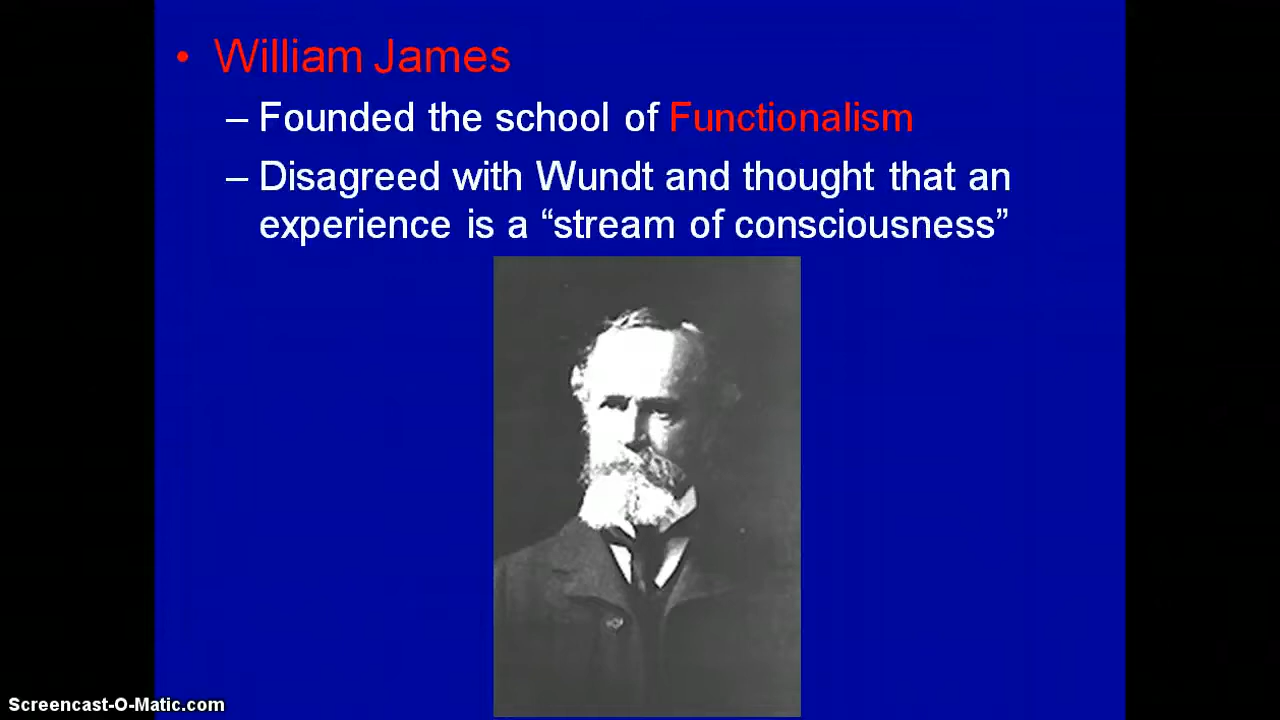 • William James
– Founded the school of Functionalism
– Disagreed with Wundt and thought that an
experience is a “stream of consciousness”
Screencast-O-Matic.com